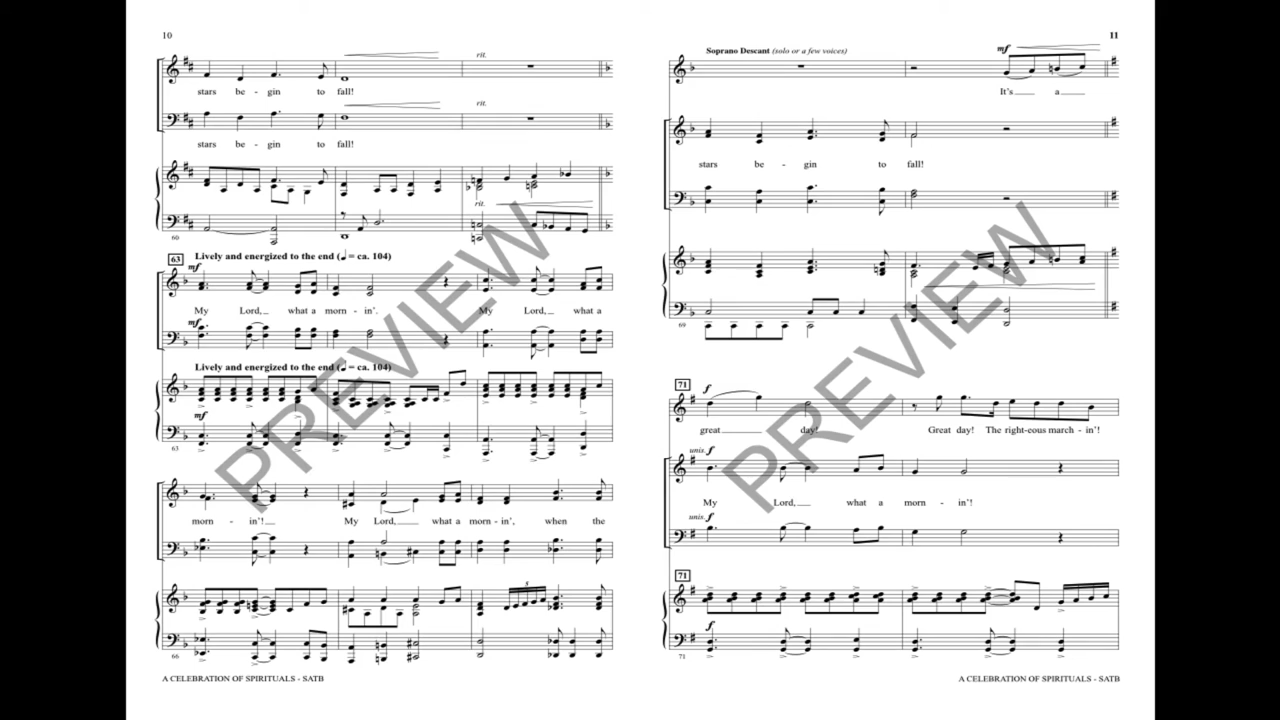 10
rit.
stars be - gin to fall!
rit.
stars be - gin to fall!
rit.
60
63 Lively and energized to the end (♩ = ca. 104)
mf
My Lord, what a morn - in'. My Lord, what a
mf
Lively and energized to the end (♩ = ca. 104)
mf
63
morn - in'! My Lord, what a morn - in', when the
5
66
A CELEBRATION OF SPIRITUALS - SATB
11
Soprano Descant (solo or a few voices)
mf
It's a
stars be - gin to fall!
69
71
f
great day! Great day! The right-eous march - in'!
unis. f
My Lord, what a morn - in'!
unis. f
71
f
71
A CELEBRATION OF SPIRITUALS - SATB
PREVIEW
PREVIEW